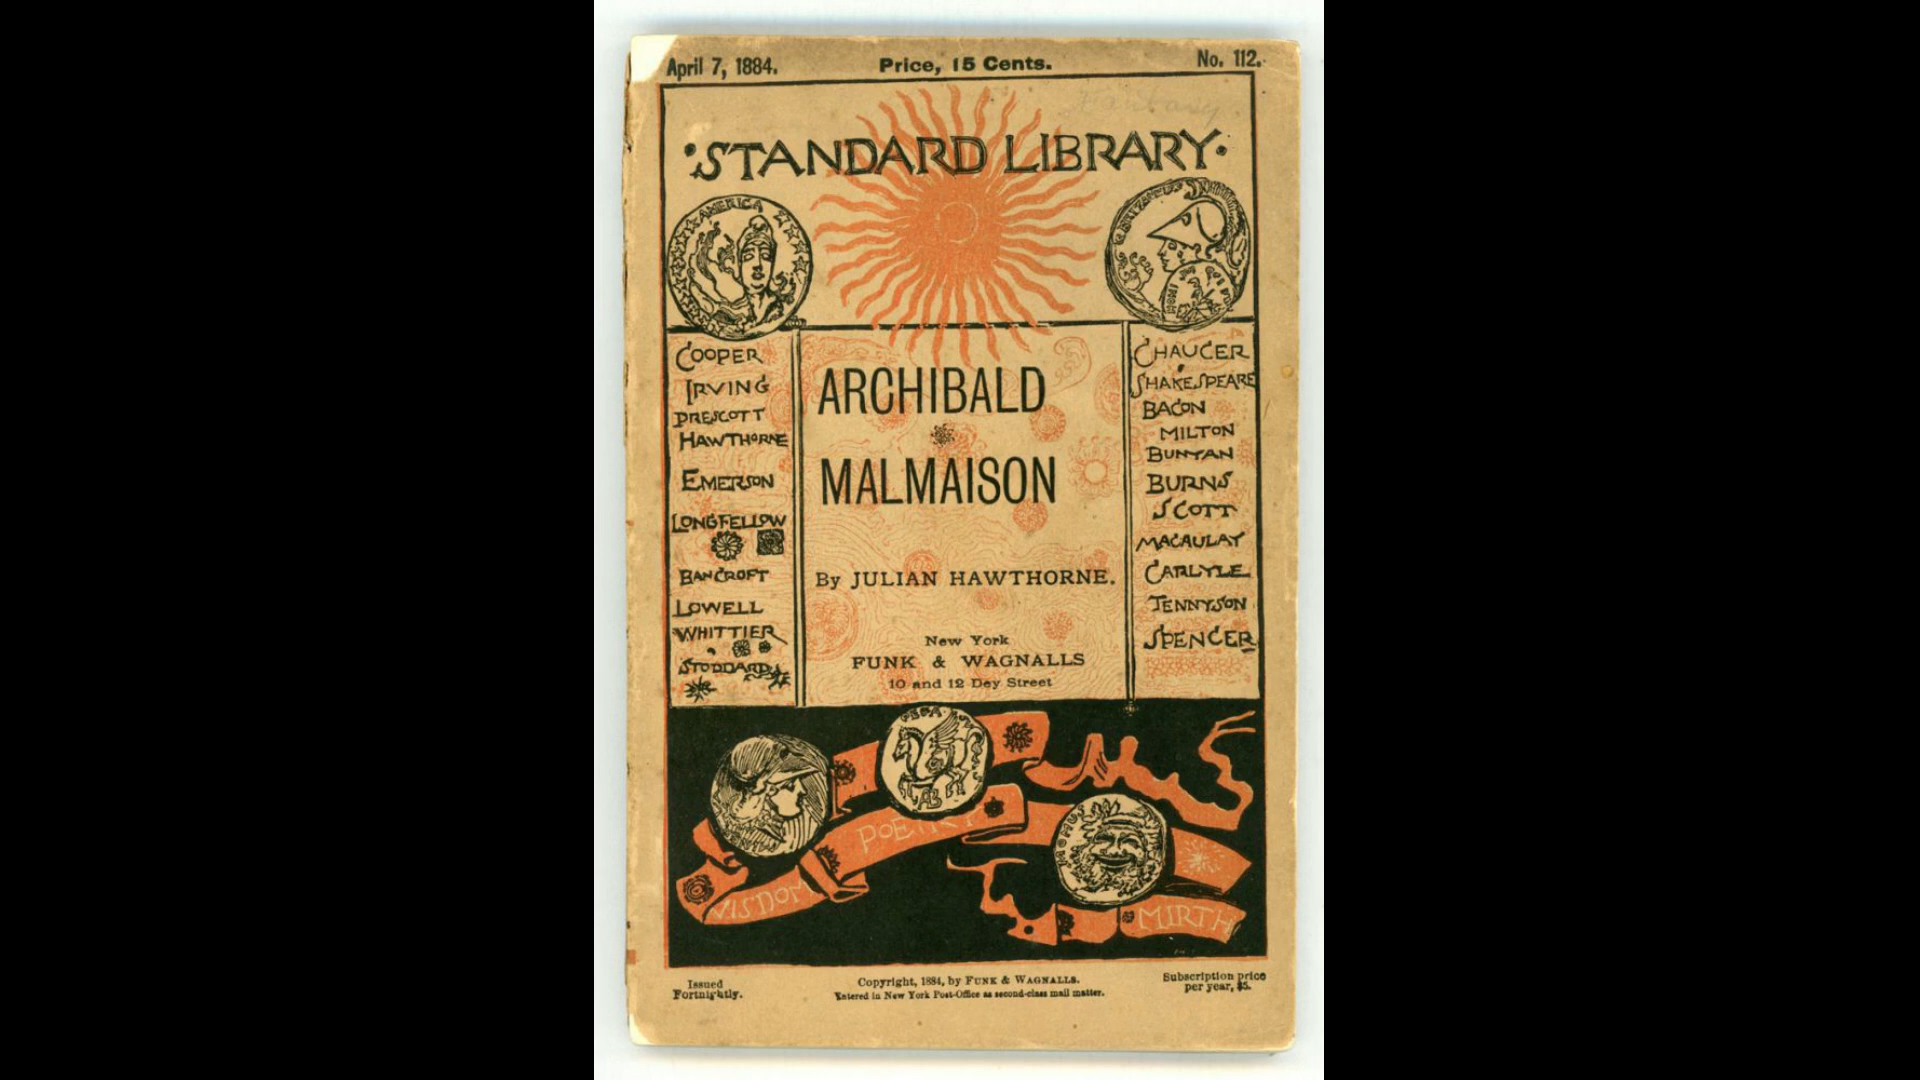 April 7, 1884. Price, 15 Cents. No. 112.
Fantasy
·STANDARD LIBRARY·
AMERICA
COOPER
IRVING
PRESCOTT
HAWTHORNE
EMERSON
LONGFELLOW
BANCROFT
LOWELL
WHITTIER
STODDARD
ARCHIBALD
MALMAISON
By JULIAN HAWTHORNE.
New York
FUNK & WAGNALLS
10 and 12 Dey Street
CHAUCER
SHAKESPEARE
BACON
MILTON
BUNYAN
BURNS
SCOTT
MACAULAY
CARLYLE
TENNYSON
SPENCER
WISDOM
POETRY
MOMUS
MIRTH
Issued
Fortnightly.
Copyright, 1884, by FUNK & WAGNALLS.
Entered in New York Post-Office as second-class mail matter.
Subscription price
per year, $5.